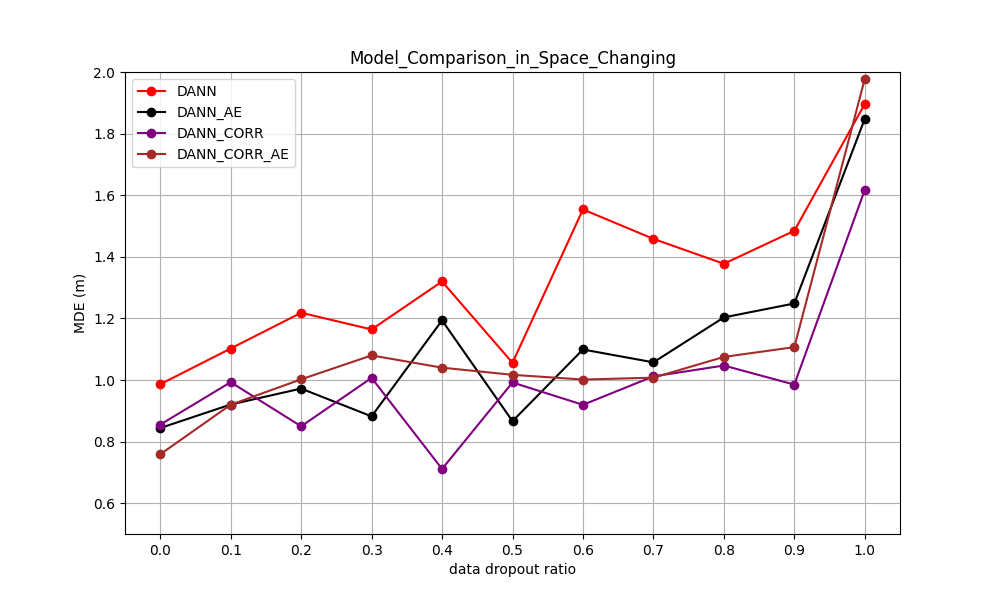 Model_Comparison_in_Space_Changing
DANN
DANN_AE
DANN_CORR
DANN_CORR_AE
MDE (m)
2.0
1.8
1.6
1.4
1.2
1.0
0.8
0.6
0.0 0.1 0.2 0.3 0.4 0.5 0.6 0.7 0.8 0.9 1.0
data dropout ratio